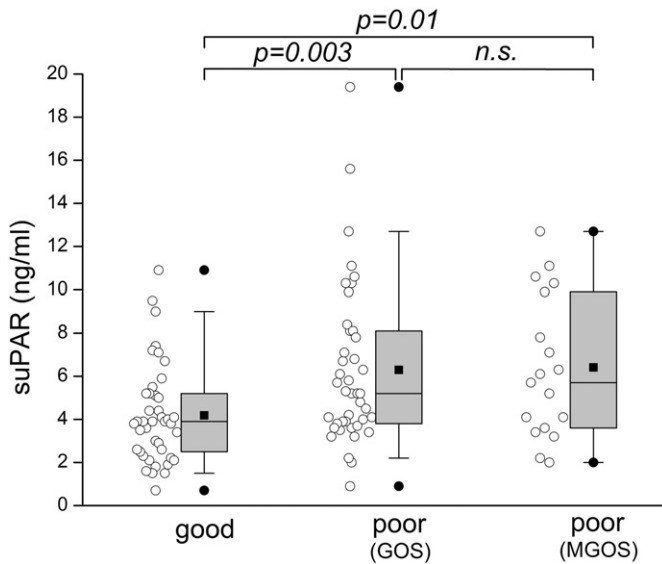 p=0.01
p=0.003 n.s.
20
18
16
14
12
10
8
6
4
2
0
suPAR (ng/ml)
good poor poor
(GOS) (MGOS)